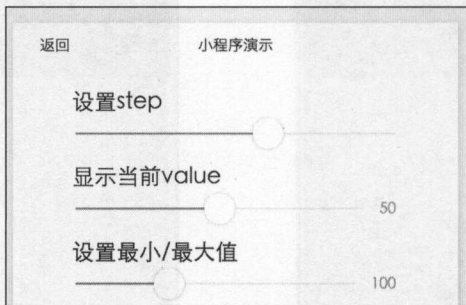 返回 小程序演示
设置step
显示当前value
50
设置最小/最大值
100